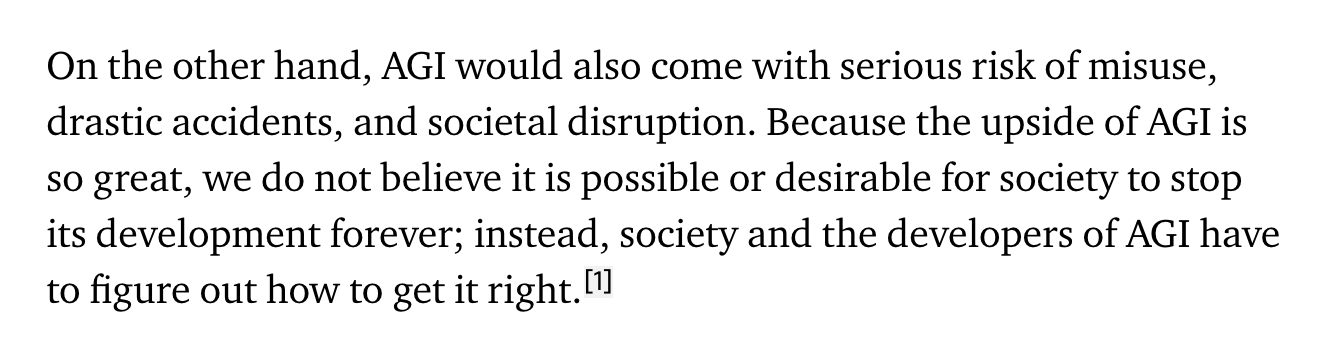 On the other hand, AGI would also come with serious risk of misuse,
drastic accidents, and societal disruption. Because the upside of AGI is
so great, we do not believe it is possible or desirable for society to stop
its development forever; instead, society and the developers of AGI have
to figure out how to get it right.[1]